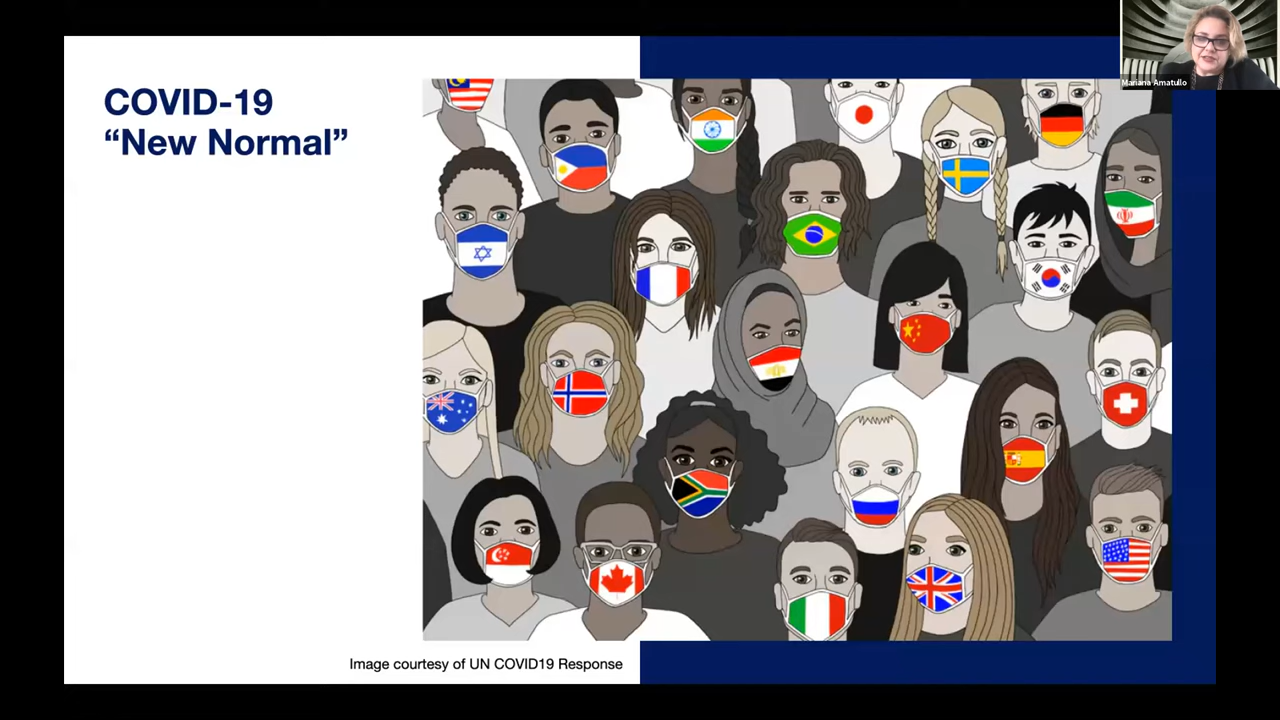 COVID-19
“New Normal”
Mariana Amatullo
Image courtesy of UN COVID19 Response